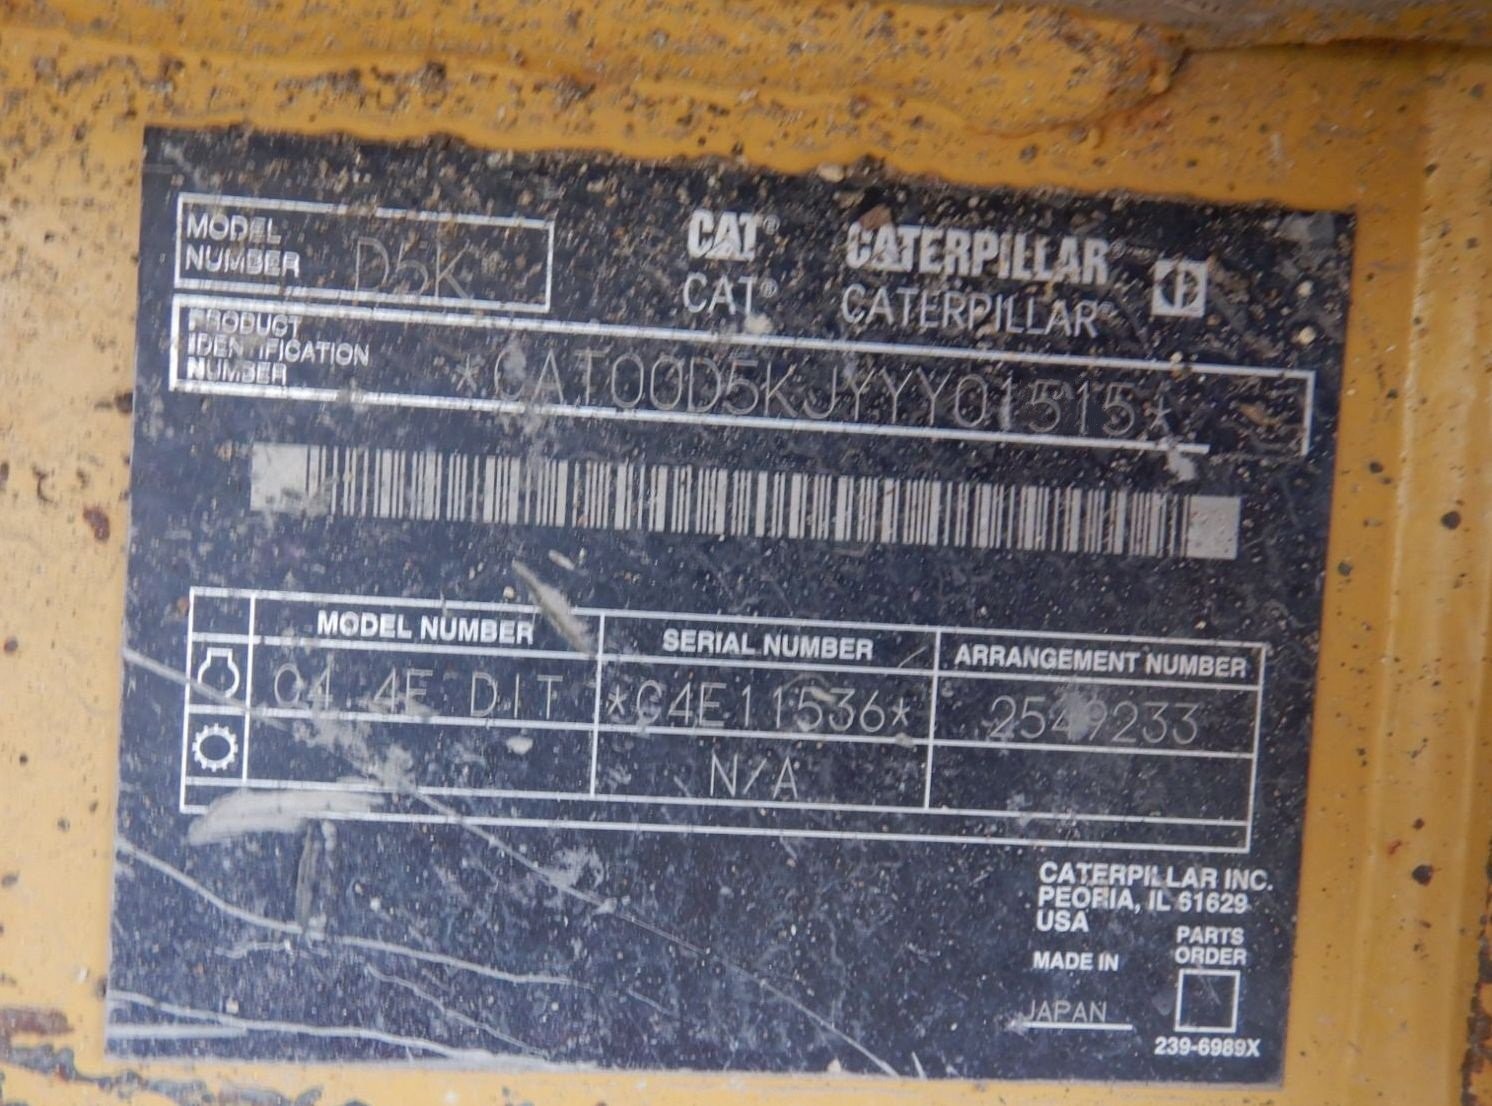 MODEL
NUMBER D5K
CAT® CATERPILLAR®
CAT® CATERPILLAR®
PRODUCT
IDENTIFICATION
NUMBER
*CAT00D5KJYYY01515*
MODEL NUMBER SERIAL NUMBER ARRANGEMENT NUMBER
C4.4E DIT *C4E11536* 2549233
N/A
CATERPILLAR INC.
PEORIA, IL 61629
USA
PARTS
ORDER
MADE IN
JAPAN
239-6989X